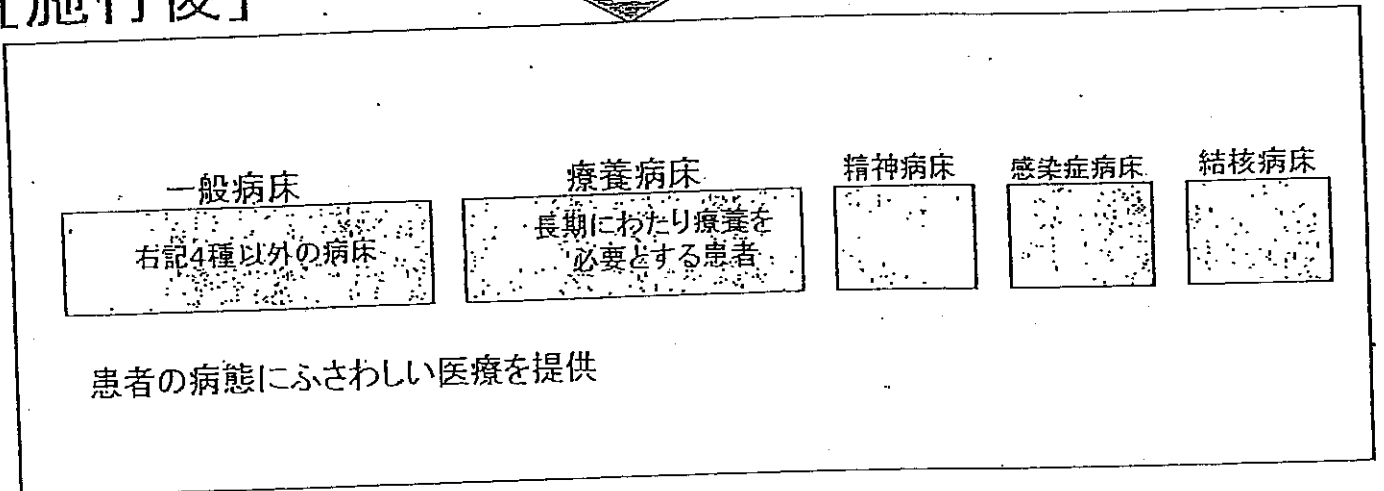 [施行後]
一般病床
右記4種以外の病床
療養病床
長期にわたり療養を
必要とする患者
精神病床
感染症病床
結核病床
患者の病態にふさわしい医療を提供